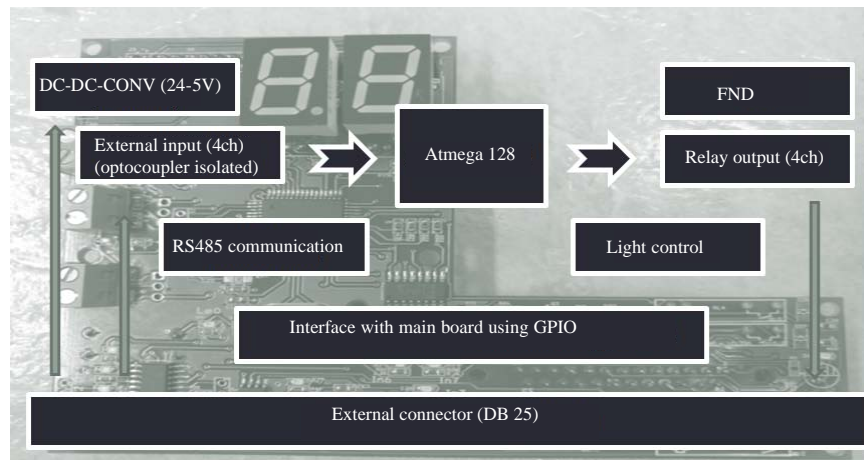 DC-DC-CONV (24-5V)
FND
External input (4ch)
(optocoupler isolated)
Atmega 128
Relay output (4ch)
RS485 communication
Light control
Interface with main board using GPIO
External connector (DB 25)